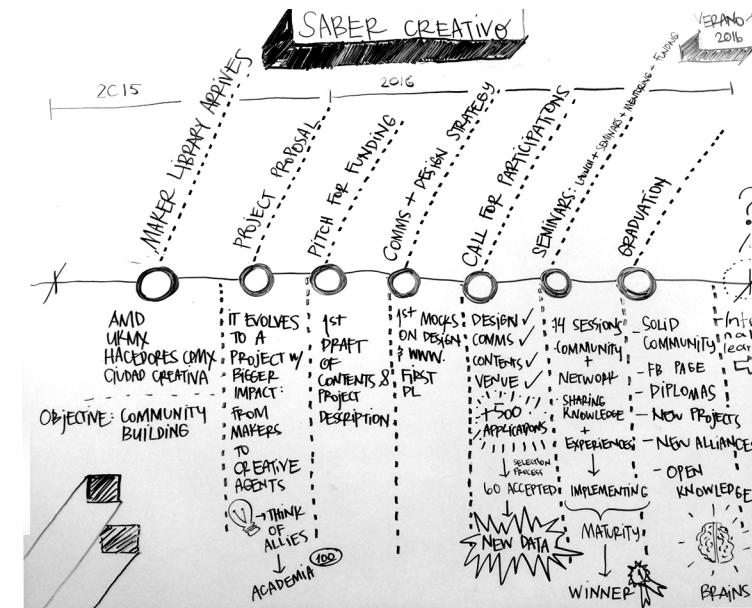 SABER CREATIVO
VERANO
2016
2015
2016
MAKER LIBRARY ARRIVES
PROJECT PROPOSAL
PITCH FOR FUNDING
COMMS + DESIGN STRATEGY
CALL FOR PARTICIPATIONS
SEMINARS: LAUNCH + SEMINARS + MENTORING + FUNDING
GRADUATION
AMD
UKMX
HACEDORES CDMX
CIUDAD CREATIVA
OBJECTIVE: COMMUNITY
BUILDING
IT EVOLVES
TO A
PROJECT W/
BIGGER
IMPACT:
FROM
MAKERS
TO
CREATIVE
AGENTS
→ THINK
OF
ALLIES
↓
ACADEMIA
100
1st
DRAFT
OF
CONTENTS &
PROJECT
DESCRIPTION
1st MOCKS
ON DESIGN
& WWW.
FIRST
PL
DESIGN ✓
COMMS ✓
CONTENTS ✓
VENUE ✓
+500
APPLICATIONS
↓ SELECTION
PROCESS
60 ACCEPTED
↓
NEW DATA
14 SESSIONS
COMMUNITY
+
NETWORK
SHARING
KNOWLEDGE
+
EXPERIENCES
↓
IMPLEMENTING
MATURITY
↓
WINNER
1
- SOLID
COMMUNITY
- FB PAGE
- DIPLOMAS
- NEW PROJECTS
- NEW ALLIANCES
- OPEN
KNOWLEDGE
BRAINS
?